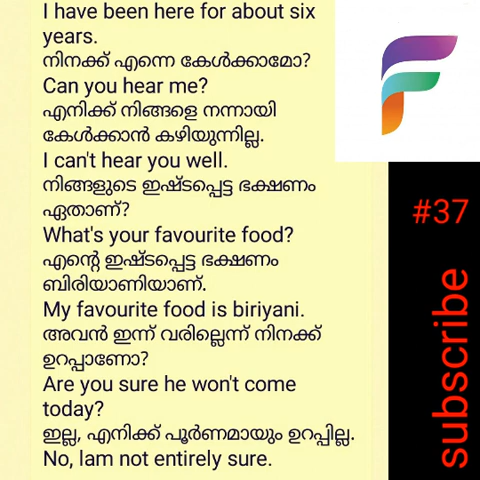 I have been here for about six
years.
നിനക്ക് എന്നെ കേൾക്കാമോ?
Can you hear me?
എനിക്ക് നിങ്ങളെ നന്നായി
കേൾക്കാൻ കഴിയുന്നില്ല.
I can't hear you well.
നിങ്ങളുടെ ഇഷ്ടപ്പെട്ട ഭക്ഷണം
ഏതാണ്?
What's your favourite food?
എന്റെ ഇഷ്ടപ്പെട്ട ഭക്ഷണം
ബിരിയാണിയാണ്.
My favourite food is biriyani.
അവൻ ഇന്ന് വരില്ലെന്ന് നിനക്ക്
ഉറപ്പാണോ?
Are you sure he won't come
today?
ഇല്ല, എനിക്ക് പൂർണമായും ഉറപ്പില്ല.
No, Iam not entirely sure.
#37
subscribe